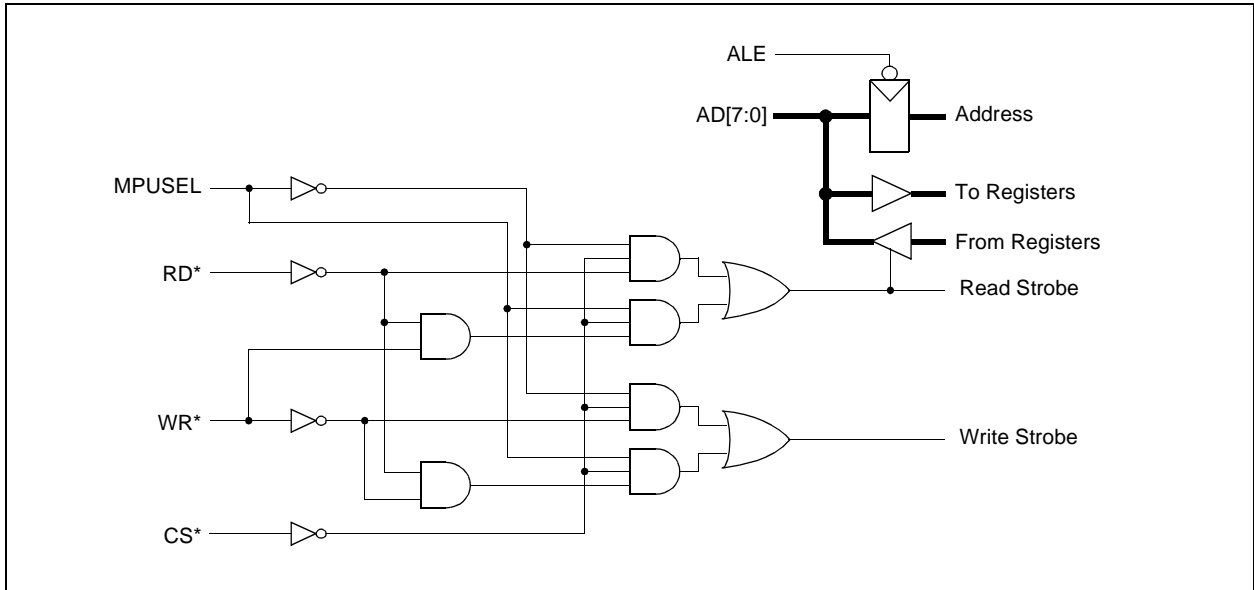 ALE
AD[7:0]
Address
MPUSEL
To Registers
From Registers
RD*
Read Strobe
WR*
Write Strobe
CS*